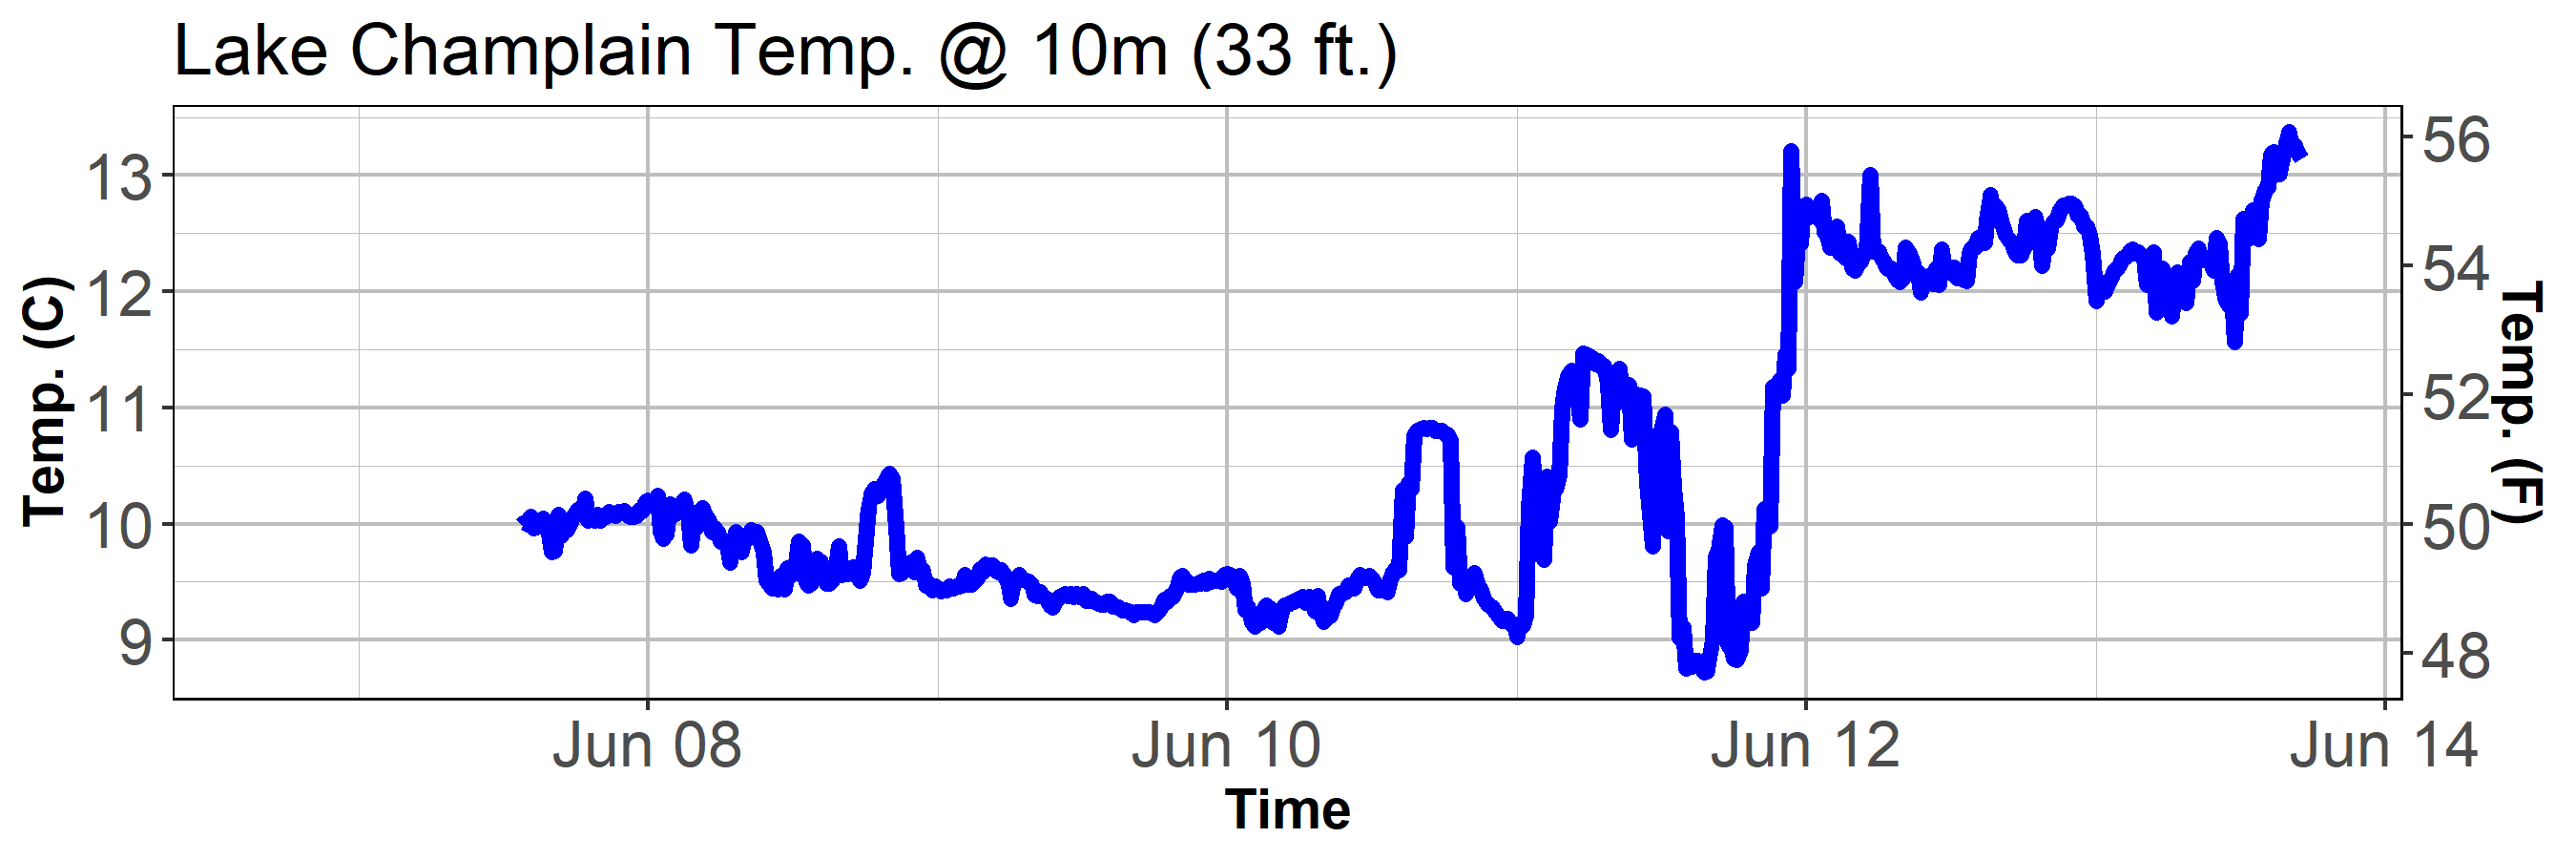 Lake Champlain Temp. @ 10m (33 ft.)
Temp. (C)
13
12
11
10
9
56
54
52
50
48
Temp. (F)
Jun 08 Jun 10 Jun 12 Jun 14
Time